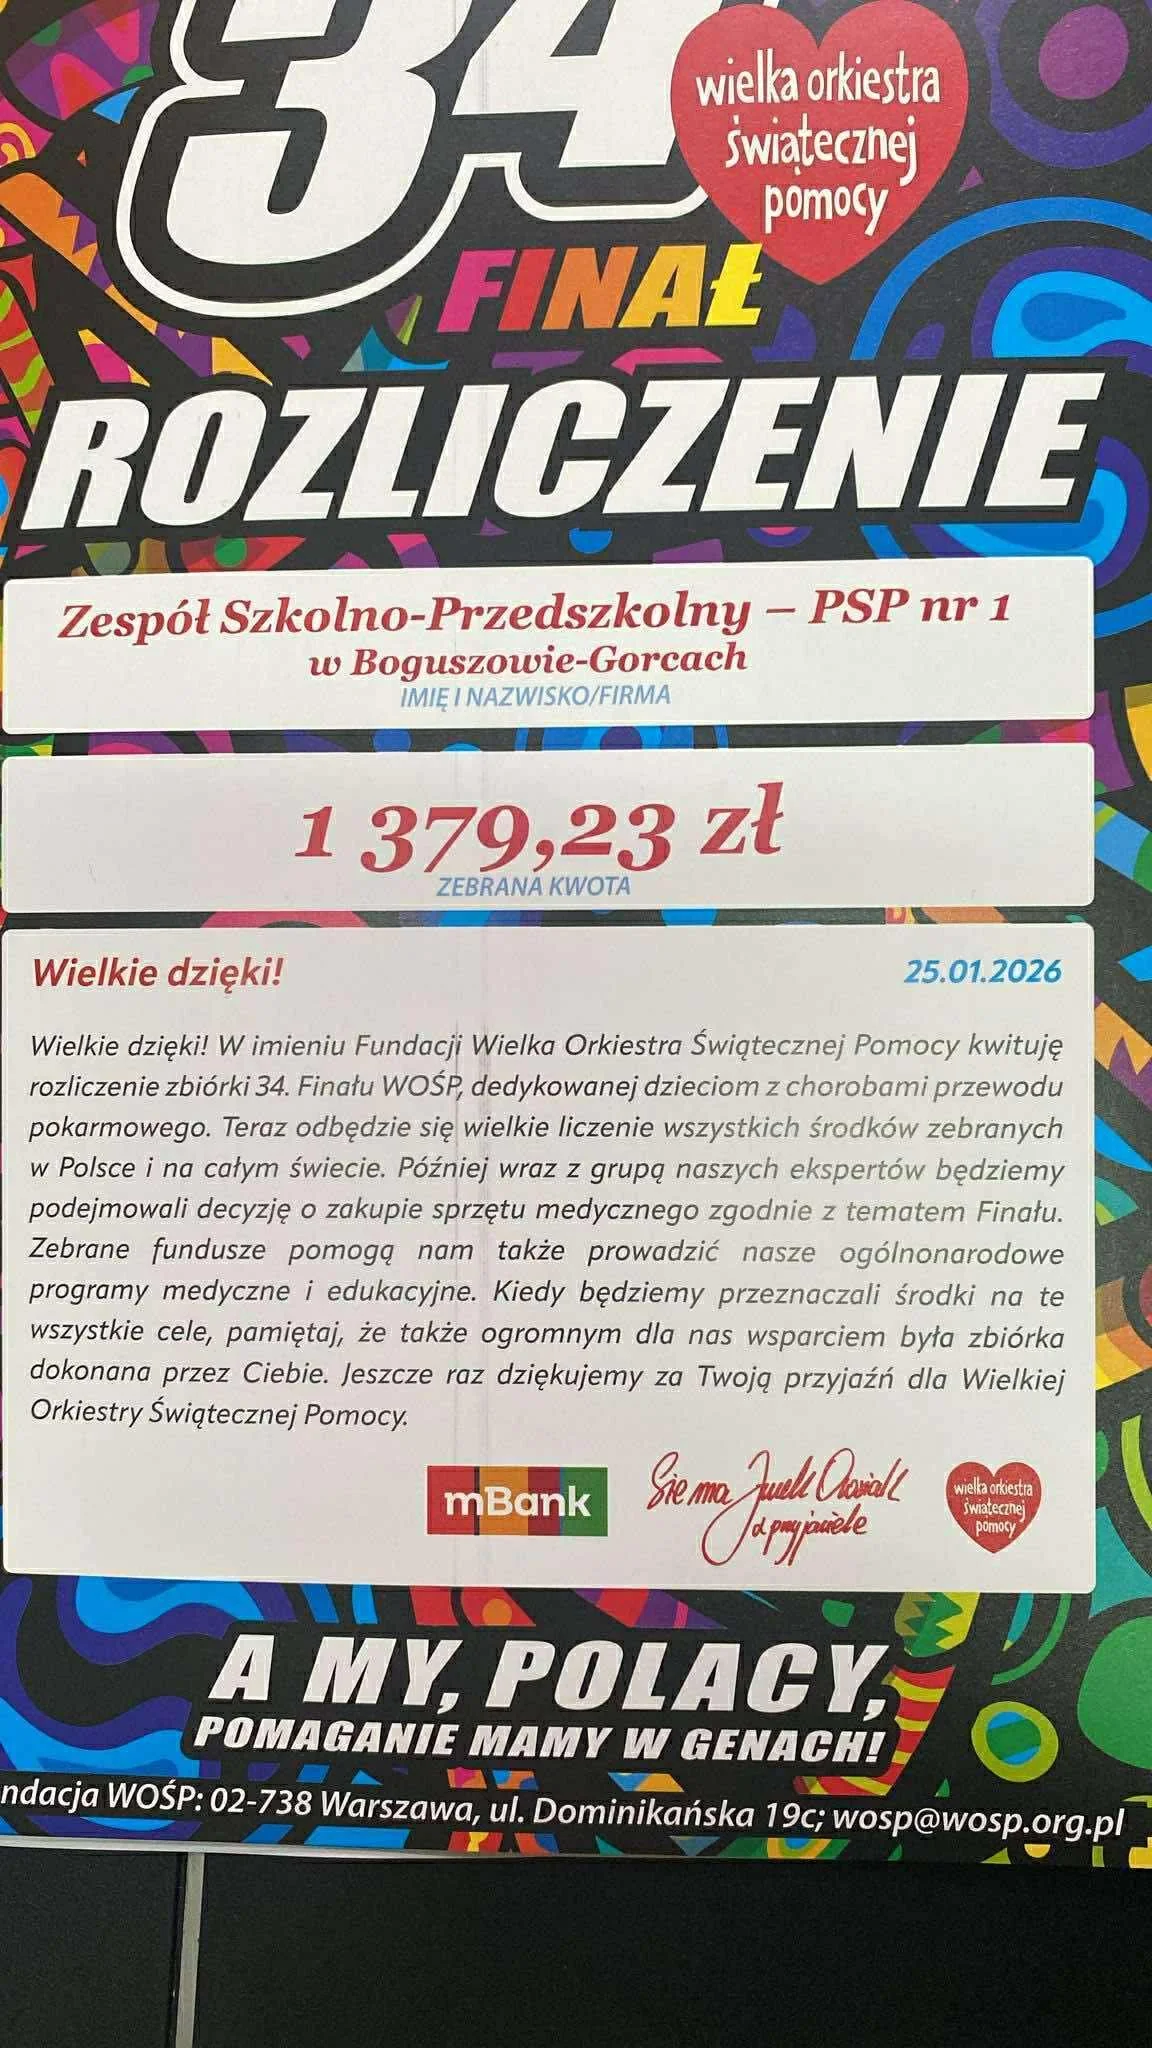 34
wielka orkiestra
świątecznej
pomocy
FINAŁ
ROZLICZENIE
Zespół Szkolno-Przedszkolny – PSP nr 1
w Boguszowie-Gorcach
IMIĘ I NAZWISKO/FIRMA
1 379,23 zł
ZEBRANA KWOTA
Wielkie dzięki!
25.01.2026
Wielkie dzięki! W imieniu Fundacji Wielka Orkiestra Świątecznej Pomocy kwituję
rozliczenie zbiórki 34. Finału WOŚP, dedykowanej dzieciom z chorobami przewodu
pokarmowego. Teraz odbędzie się wielkie liczenie wszystkich środków zebranych
w Polsce i na całym świecie. Później wraz z grupą naszych ekspertów będziemy
podejmowali decyzję o zakupie sprzętu medycznego zgodnie z tematem Finału.
Zebrane fundusze pomogą nam także prowadzić nasze ogólnonarodowe
programy medyczne i edukacyjne. Kiedy będziemy przeznaczali środki na te
wszystkie cele, pamiętaj, że także ogromnym dla nas wsparciem była zbiórka
dokonana przez Ciebie. Jeszcze raz dziękujemy za Twoją przyjaźń dla Wielkiej
Orkiestry Świątecznej Pomocy.
mBank
Sie ma Jurek Owsiak
z przyjaciele
wielka orkiestra
świątecznej
pomocy
A MY, POLACY,
POMAGANIE MAMY W GENACH!
ndacja WOŚP: 02-738 Warszawa, ul. Dominikańska 19c; wosp@wosp.org.pl